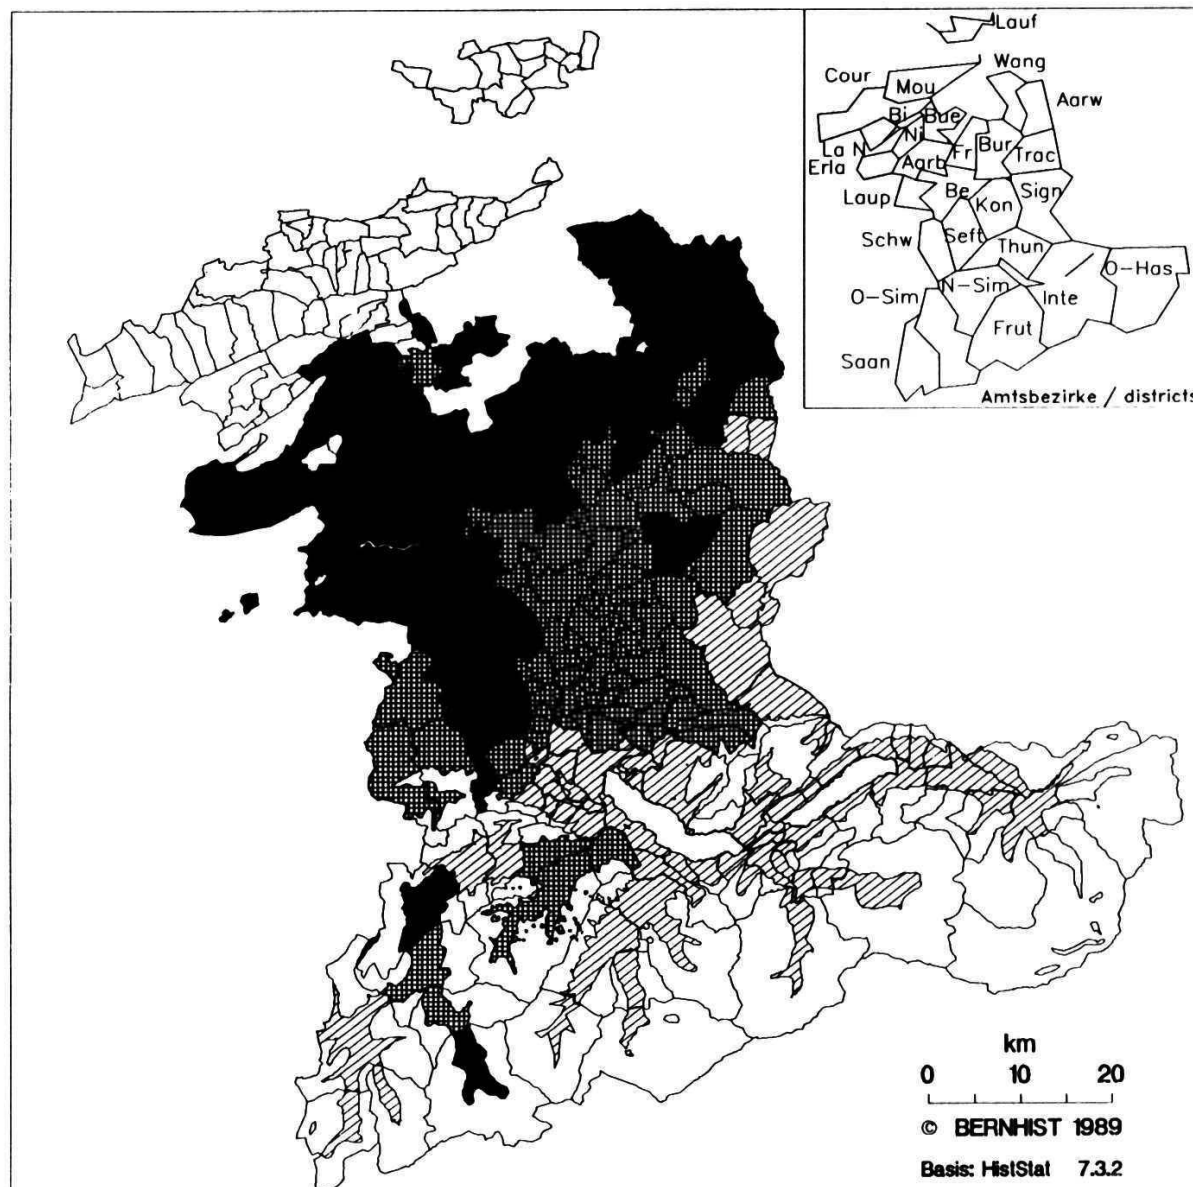 Lauf
Wang
Cour
Mou
Aarw
Bi
Bue
Ni
La N
Fr
Bur
Trac
Erla
Aarb
Be
Sign
Laup
Kon
Schw
Seft
Thun
O-Has
O-Sim
N-Sim
Inte
Frut
Saan
Amtsbezirke / districts
km
0 10 20
© BERNHIST 1989
Basis: HistStat 7.3.2